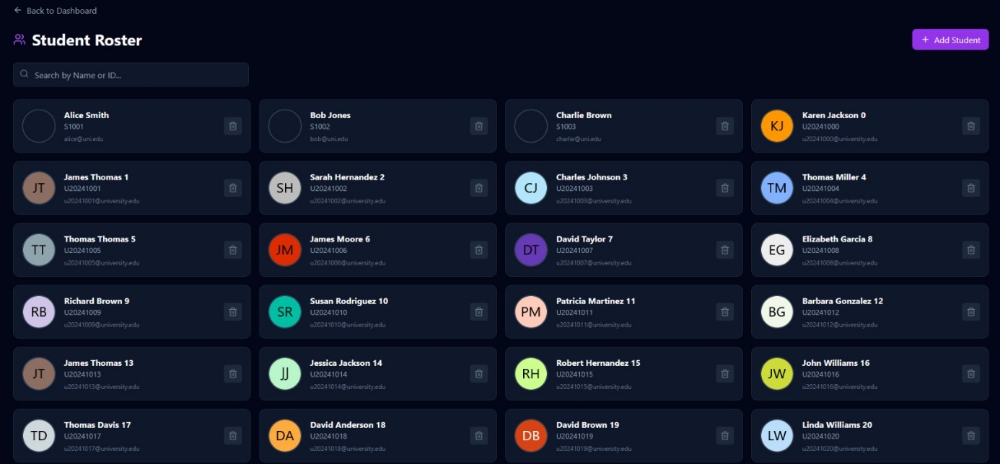 ← Back to Dashboard
Student Roster
+ Add Student
Search by Name or ID...
Alice Smith
S1001
alice@uni.edu
Bob Jones
S1002
bob@uni.edu
Charlie Brown
S1003
charlie@uni.edu
KJ
Karen Jackson 0
U20241000
u20241000@university.edu
JT
James Thomas 1
U20241001
u20241001@university.edu
SH
Sarah Hernandez 2
U20241002
u20241002@university.edu
CJ
Charles Johnson 3
U20241003
u20241003@university.edu
TM
Thomas Miller 4
U20241004
u20241004@university.edu
TT
Thomas Thomas 5
U20241005
u20241005@university.edu
JM
James Moore 6
U20241006
u20241006@university.edu
DT
David Taylor 7
U20241007
u20241007@university.edu
EG
Elizabeth Garcia 8
U20241008
u20241008@university.edu
RB
Richard Brown 9
U20241009
u20241009@university.edu
SR
Susan Rodriguez 10
U20241010
u20241010@university.edu
PM
Patricia Martinez 11
U20241011
u20241011@university.edu
BG
Barbara Gonzalez 12
U20241012
u20241012@university.edu
JT
James Thomas 13
U20241013
u20241013@university.edu
JJ
Jessica Jackson 14
U20241014
u20241014@university.edu
RH
Robert Hernandez 15
U20241015
u20241015@university.edu
JW
John Williams 16
U20241016
u20241016@university.edu
TD
Thomas Davis 17
U20241017
u20241017@university.edu
DA
David Anderson 18
U20241018
u20241018@university.edu
DB
David Brown 19
U20241019
u20241019@university.edu
LW
Linda Williams 20
U20241020
u20241020@university.edu